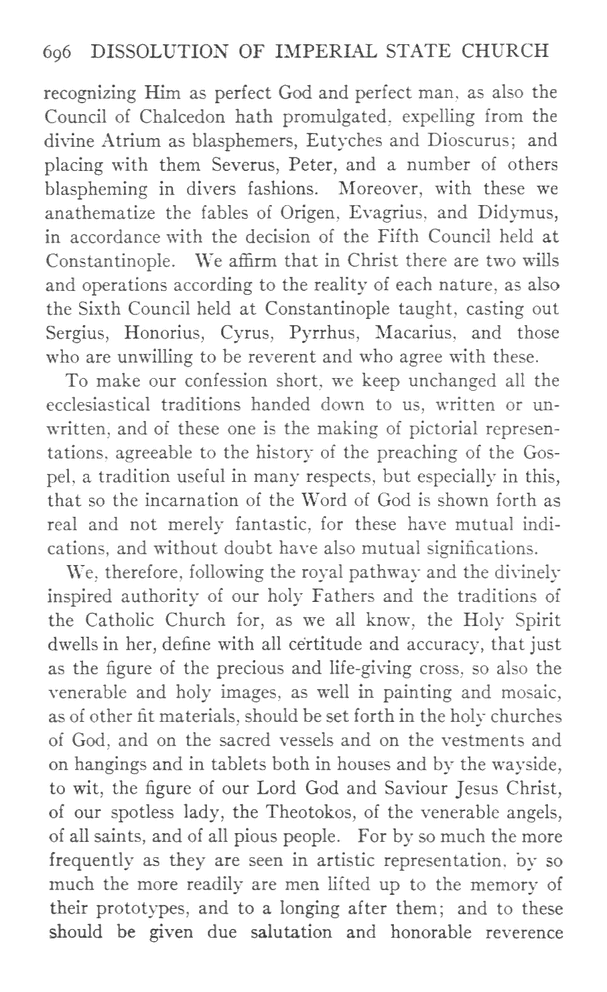 696 DISSOLUTION OF IMPERIAL STATE CHURCH
recognizing Him as perfect God and perfect man, as also the
Council of Chalcedon hath promulgated, expelling from the
divine Atrium as blasphemers, Eutyches and Dioscurus; and
placing with them Severus, Peter, and a number of others
blaspheming in divers fashions. Moreover, with these we
anathematize the fables of Origen, Evagrius, and Didymus,
in accordance with the decision of the Fifth Council held at
Constantinople. We affirm that in Christ there are two wills
and operations according to the reality of each nature, as also
the Sixth Council held at Constantinople taught, casting out
Sergius, Honorius, Cyrus, Pyrrhus, Macarius, and those
who are unwilling to be reverent and who agree with these.
To make our confession short, we keep unchanged all the
ecclesiastical traditions handed down to us, written or un-
written, and of these one is the making of pictorial represen-
tations, agreeable to the history of the preaching of the Gos-
pel, a tradition useful in many respects, but especially in this,
that so the incarnation of the Word of God is shown forth as
real and not merely fantastic, for these have mutual indi-
cations, and without doubt have also mutual significations.
We, therefore, following the royal pathway and the divinely
inspired authority of our holy Fathers and the traditions of
the Catholic Church for, as we all know, the Holy Spirit
dwells in her, define with all certitude and accuracy, that just
as the figure of the precious and life-giving cross, so also the
venerable and holy images, as well in painting and mosaic,
as of other fit materials, should be set forth in the holy churches
of God, and on the sacred vessels and on the vestments and
on hangings and in tablets both in houses and by the wayside,
to wit, the figure of our Lord God and Saviour Jesus Christ,
of our spotless lady, the Theotokos, of the venerable angels,
of all saints, and of all pious people. For by so much the more
frequently as they are seen in artistic representation, by so
much the more readily are men lifted up to the memory of
their prototypes, and to a longing after them; and to these
should be given due salutation and honorable reverence